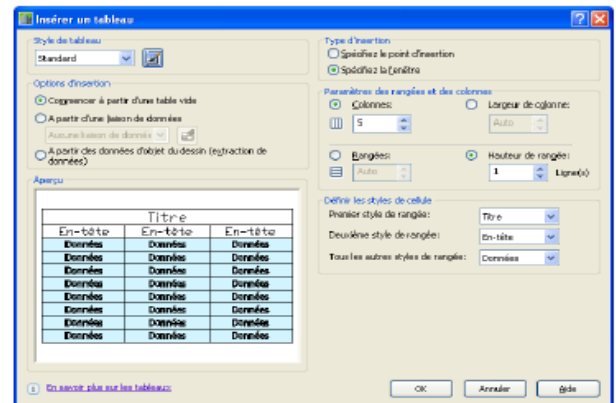 Insérer un tableau
Style de tableau
Standard
Options d'insertion
Commencer à partir d'une table vide
A partir d'une liaison de données
Aucune liaison de donnée
A partir des données d'objet du dessin (extraction de
données)
Aperçu
Titre
En-tête En-tête En-tête
Données Données Données
Données Données Données
Données Données Données
Données Données Données
Données Données Données
Données Données Données
Données Données Données
Données Données Données
En savoir plus sur les tableaux
Type d'insertion
Spécifiez le point d'insertion
Spécifiez la fenêtre
Paramètres des rangées et des colonnes
Colonnes: Largeur de colonne:
5 Auto
Rangées: Hauteur de rangée:
Auto 1 Ligne(s)
Définir les styles de cellule
Premier style de rangée: Titre
Deuxième style de rangée: En-tête
Tous les autres styles de rangée: Données
OK Annuler Aide